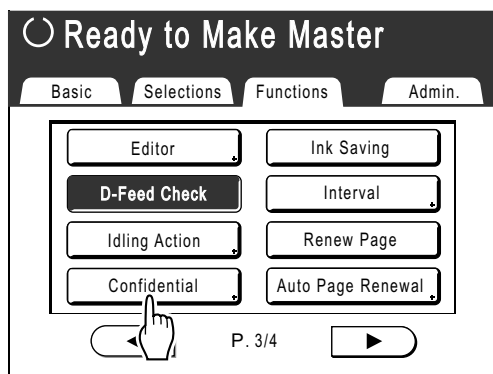 Ready to Make Master
Basic Selections Functions Admin.
Editor Ink Saving
D-Feed Check Interval
Idling Action Renew Page
Confidential Auto Page Renewal
P. 3/4